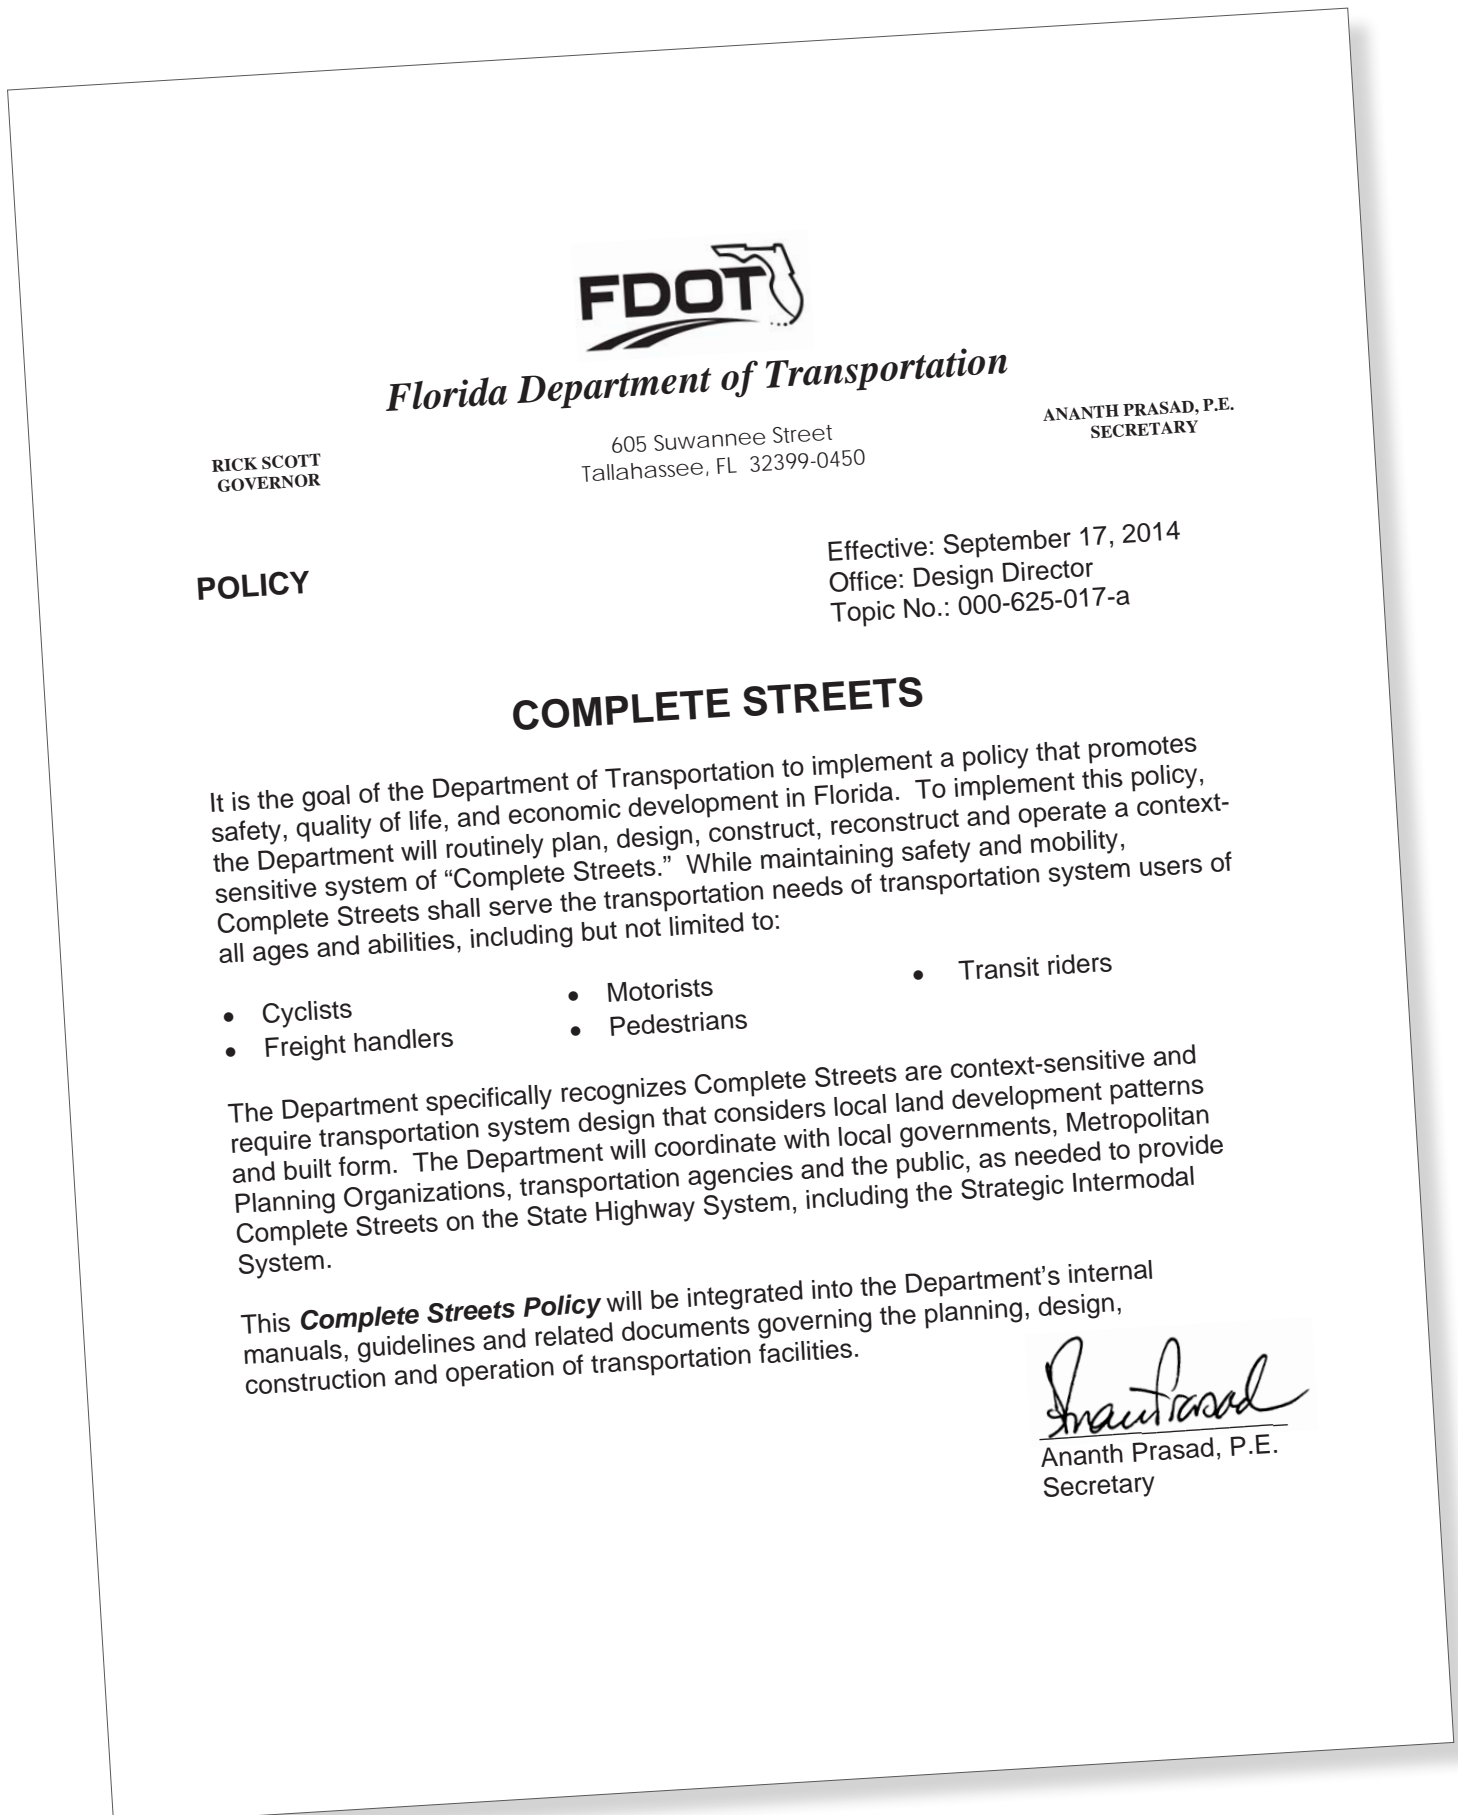 FDOT
Florida Department of Transportation
RICK SCOTT
GOVERNOR
605 Suwannee Street
Tallahassee, FL 32399-0450
ANANTH PRASAD, P.E.
SECRETARY
POLICY
Effective: September 17, 2014
Office: Design Director
Topic No.: 000-625-017-a
COMPLETE STREETS
It is the goal of the Department of Transportation to implement a policy that promotes
safety, quality of life, and economic development in Florida. To implement this policy,
the Department will routinely plan, design, construct, reconstruct and operate a context-
sensitive system of “Complete Streets.” While maintaining safety and mobility,
Complete Streets shall serve the transportation needs of transportation system users of
all ages and abilities, including but not limited to:
• Cyclists
• Freight handlers
• Motorists
• Pedestrians
• Transit riders
The Department specifically recognizes Complete Streets are context-sensitive and
require transportation system design that considers local land development patterns
and built form. The Department will coordinate with local governments, Metropolitan
Planning Organizations, transportation agencies and the public, as needed to provide
Complete Streets on the State Highway System, including the Strategic Intermodal
System.
This Complete Streets Policy will be integrated into the Department’s internal
manuals, guidelines and related documents governing the planning, design,
construction and operation of transportation facilities.
Ananth Prasad, P.E.
Secretary